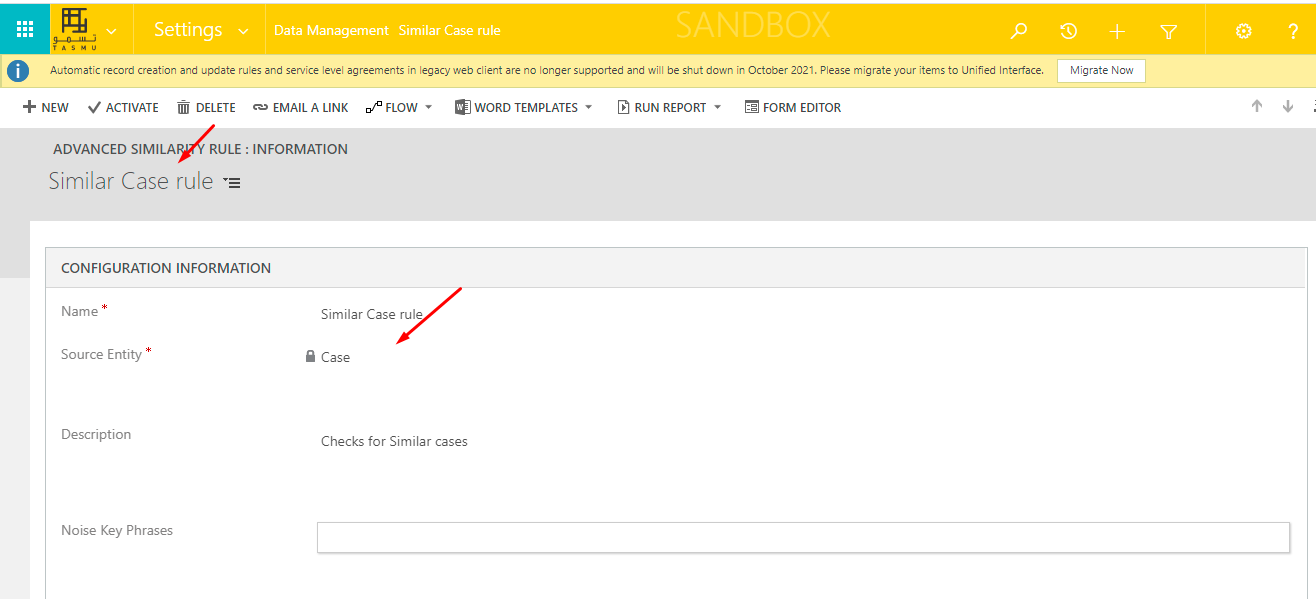 SANDBOX
تسمو
TASMU
Settings
Data Management Similar Case rule
?
i
Automatic record creation and update rules and service level agreements in legacy web client are no longer supported and will be shut down in October 2021. Please migrate your items to Unified Interface.
Migrate Now
NEW ACTIVATE DELETE EMAIL A LINK FLOW WORD TEMPLATES RUN REPORT FORM EDITOR
ADVANCED SIMILARITY RULE : INFORMATION
Similar Case rule
CONFIGURATION INFORMATION
Name * Similar Case rule
Source Entity * Case
Description Checks for Similar cases
Noise Key Phrases